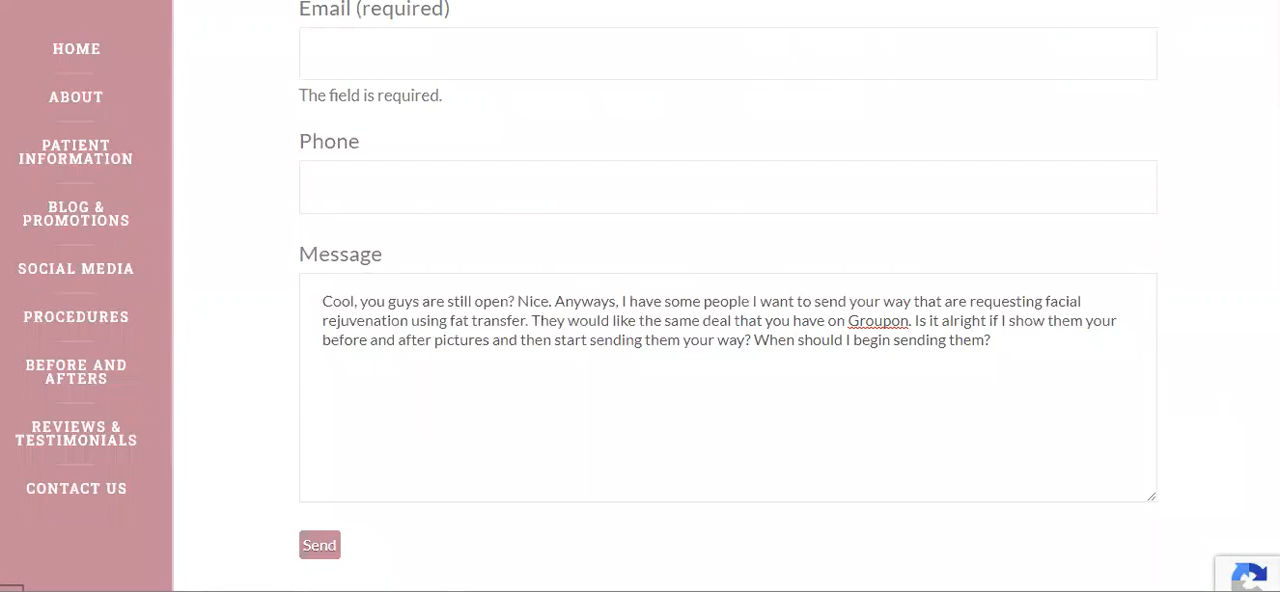 Email (required)
The field is required.
Phone
Message
Cool, you guys are still open? Nice. Anyways, I have some people I want to send your way that are requesting facial
rejuvenation using fat transfer. They would like the same deal that you have on Groupon. Is it alright if I show them your
before and after pictures and then start sending them your way? When should I begin sending them?
Send
HOME
ABOUT
PATIENT
INFORMATION
BLOG &
PROMOTIONS
SOCIAL MEDIA
PROCEDURES
BEFORE AND
AFTERS
REVIEWS &
TESTIMONIALS
CONTACT US